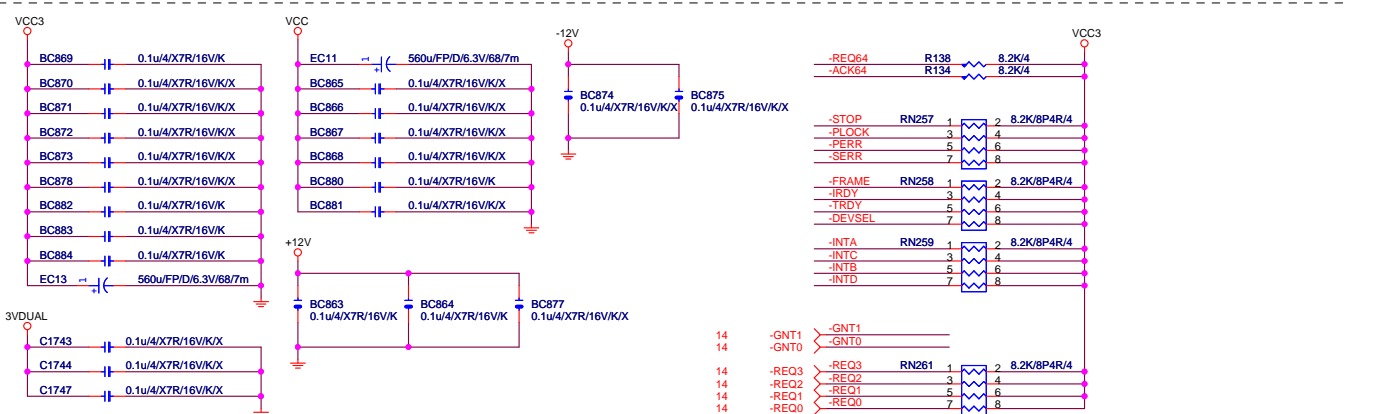 VCC3
BC869 0.1u/4/X7R/16V/K
BC870 0.1u/4/X7R/16V/K/X
BC871 0.1u/4/X7R/16V/K/X
BC872 0.1u/4/X7R/16V/K/X
BC873 0.1u/4/X7R/16V/K/X
BC878 0.1u/4/X7R/16V/K/X
BC882 0.1u/4/X7R/16V/K
BC883 0.1u/4/X7R/16V/K
BC884 0.1u/4/X7R/16V/K
EC13 1 + 560u/FP/D/6.3V/68/7m
3VDUAL
C1743 0.1u/4/X7R/16V/K/X
C1744 0.1u/4/X7R/16V/K/X
C1747 0.1u/4/X7R/16V/K/X
VCC
EC11 1 + 560u/FP/D/6.3V/68/7m
BC865 0.1u/4/X7R/16V/K/X
BC866 0.1u/4/X7R/16V/K/X
BC867 0.1u/4/X7R/16V/K/X
BC868 0.1u/4/X7R/16V/K/X
BC880 0.1u/4/X7R/16V/K
BC881 0.1u/4/X7R/16V/K/X
+12V
BC863
0.1u/4/X7R/16V/K
BC864
0.1u/4/X7R/16V/K
BC877
0.1u/4/X7R/16V/K/X
-12V
BC874
0.1u/4/X7R/16V/K/X
BC875
0.1u/4/X7R/16V/K/X
VCC3
-REQ64 R138 8.2K/4
-ACK64 R134 8.2K/4
-STOP RN257 1 2 8.2K/8P4R/4
-PLOCK 3 4
-PERR 5 6
-SERR 7 8
-FRAME RN258 1 2 8.2K/8P4R/4
-IRDY 3 4
-TRDY 5 6
-DEVSEL 7 8
-INTA RN259 1 2 8.2K/8P4R/4
-INTC 3 4
-INTB 5 6
-INTD 7 8
14 -GNT1 -GNT1
14 -GNT0 -GNT0
14 -REQ3 -REQ3 RN261 1 2 8.2K/8P4R/4
14 -REQ2 -REQ2 3 4
14 -REQ1 -REQ1 5 6
14 -REQ0 -REQ0 7 8